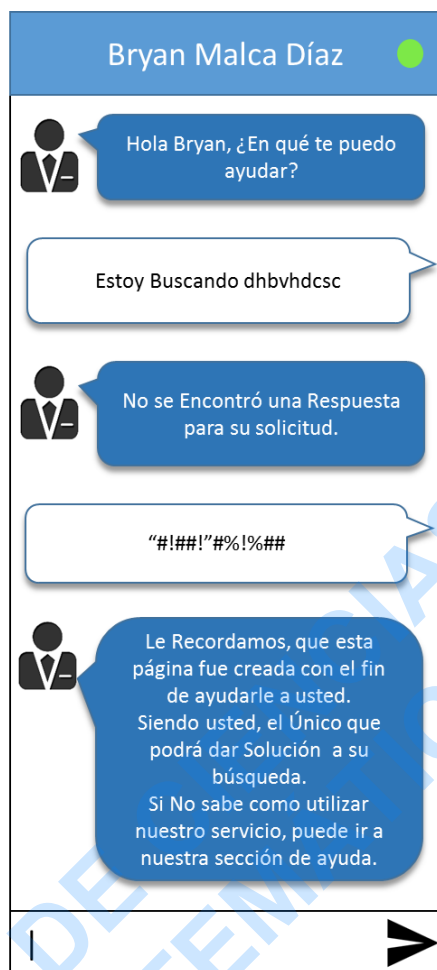 Bryan Malca Díaz
Hola Bryan, ¿En qué te puedo
ayudar?
Estoy Buscando dhbvhdcsc
No se Encontró una Respuesta
para su solicitud.
“#!##!”#%!%##
Le Recordamos, que esta
página fue creada con el fin
de ayudarle a usted.
Siendo usted, el Único que
podrá dar Solución a su
búsqueda.
Si No sabe como utilizar
nuestro servicio, puede ir a
nuestra sección de ayuda.